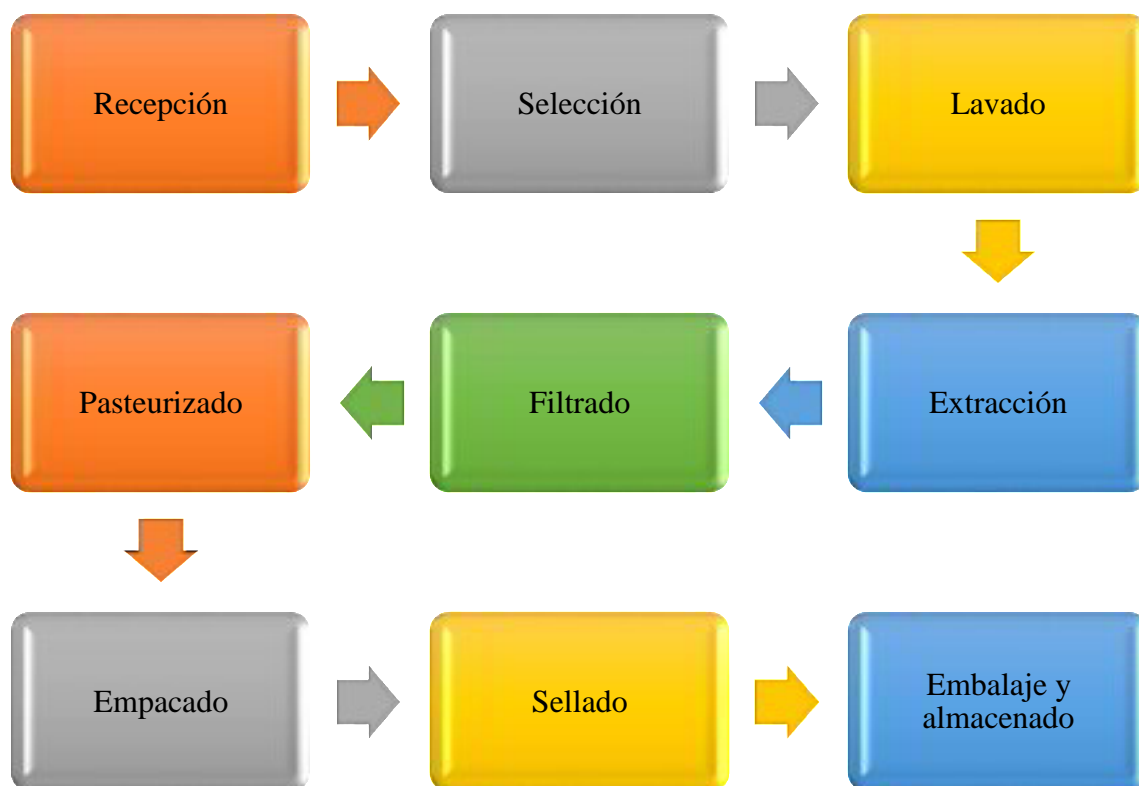 Recepción
Selección
Lavado
Extracción
Filtrado
Pasteurizado
Empacado
Sellado
Embalaje y
almacenado